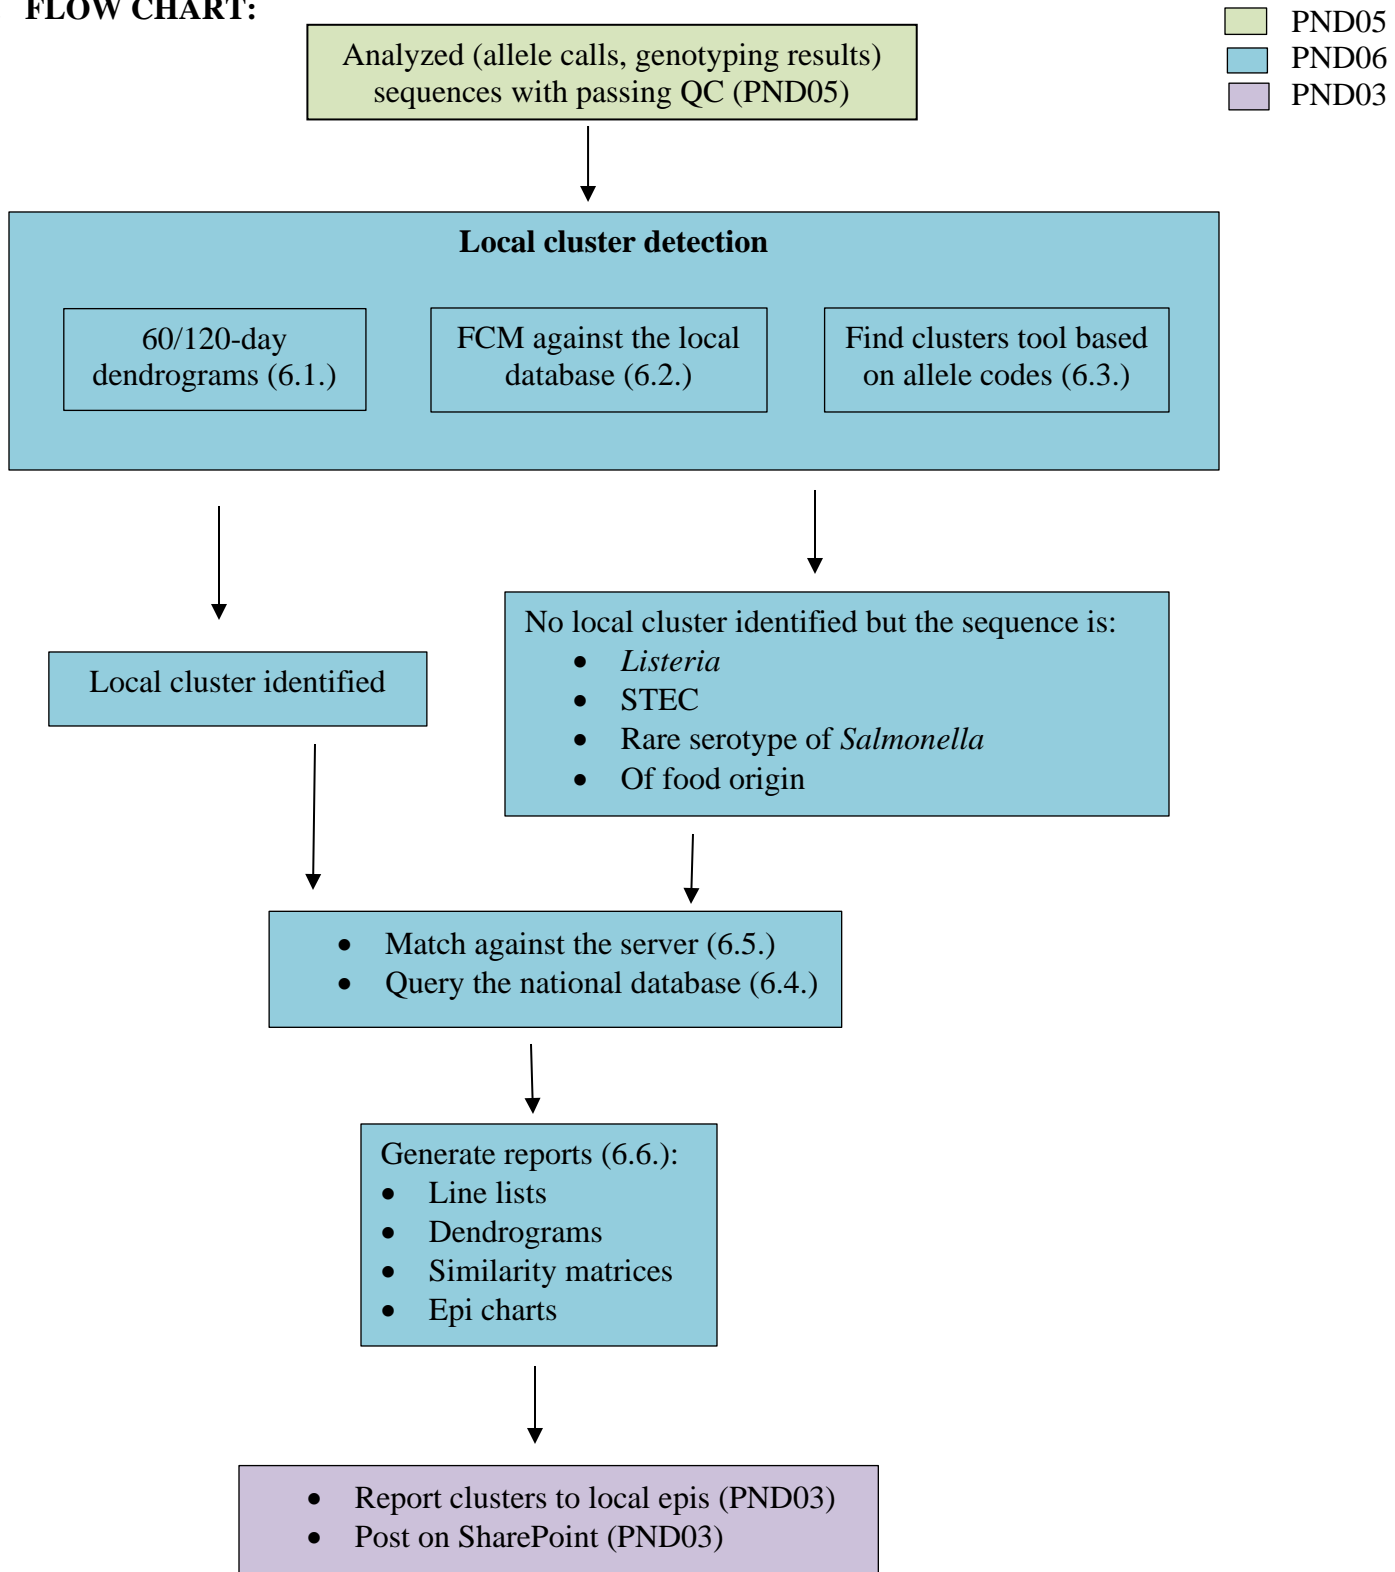 FLOW CHART:
PND05
PND06
PND03
Analyzed (allele calls, genotyping results)
sequences with passing QC (PND05)
Local cluster detection
60/120-day
dendrograms (6.1.)
FCM against the local
database (6.2.)
Find clusters tool based
on allele codes (6.3.)
Local cluster identified
No local cluster identified but the sequence is:
• Listeria
• STEC
• Rare serotype of Salmonella
• Of food origin
• Match against the server (6.5.)
• Query the national database (6.4.)
Generate reports (6.6.):
• Line lists
• Dendrograms
• Similarity matrices
• Epi charts
• Report clusters to local epis (PND03)
• Post on SharePoint (PND03)